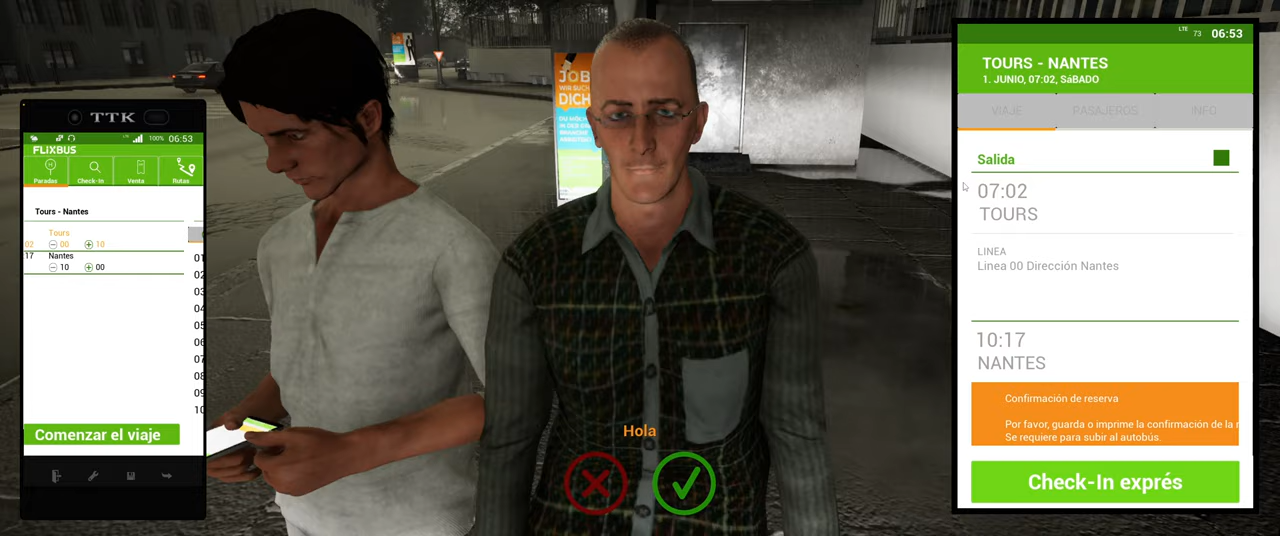 TTK
100% 06:53
FLIXBUS
Paradas Check-In Venta Rutas
Tours - Nantes
Tours
02 00 10
17 Nantes
10 00
01
02
03
04
05
06
07
08
09
10
Comenzar el viaje
JOB
WIR SUCH
DICH
Hola
LTE 73 06:53
TOURS - NANTES
1. JUNIO, 07:02, SáBADO
VIAJE PASAJEROS INFO
Salida
07:02
TOURS
LINEA
Linea 00 Dirección Nantes
10:17
NANTES
Confirmación de reserva
Por favor, guarda o imprime la confirmación de la
Se requiere para subir al autobús.
Check-In exprés